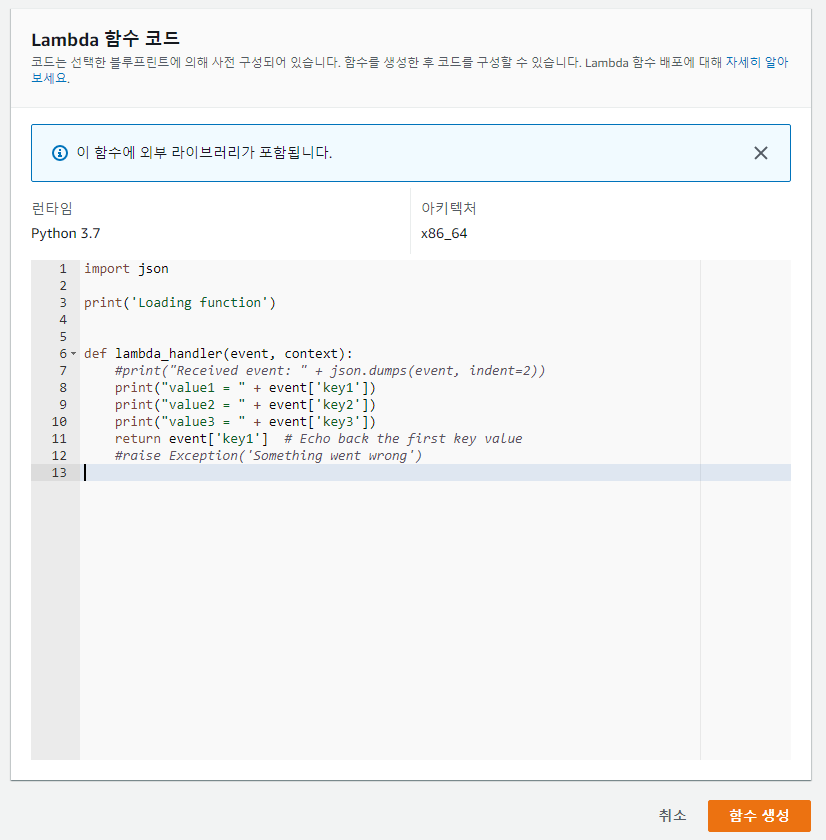 Lambda 함수 코드
코드는 선택한 블루프린트에 의해 사전 구성되어 있습니다. 함수를 생성한 후 코드를 구성할 수 있습니다. Lambda 함수 배포에 대해 자세히 알아
보세요.
이 함수에 외부 라이브러리가 포함됩니다.
런타임
Python 3.7
아키텍처
x86_64
1 import json
2
3 print('Loading function')
4
5
6 def lambda_handler(event, context):
7     #print("Received event: " + json.dumps(event, indent=2))
8     print("value1 = " + event['key1'])
9     print("value2 = " + event['key2'])
10     print("value3 = " + event['key3'])
11     return event['key1']  # Echo back the first key value
12     #raise Exception('Something went wrong')
13
취소
함수 생성